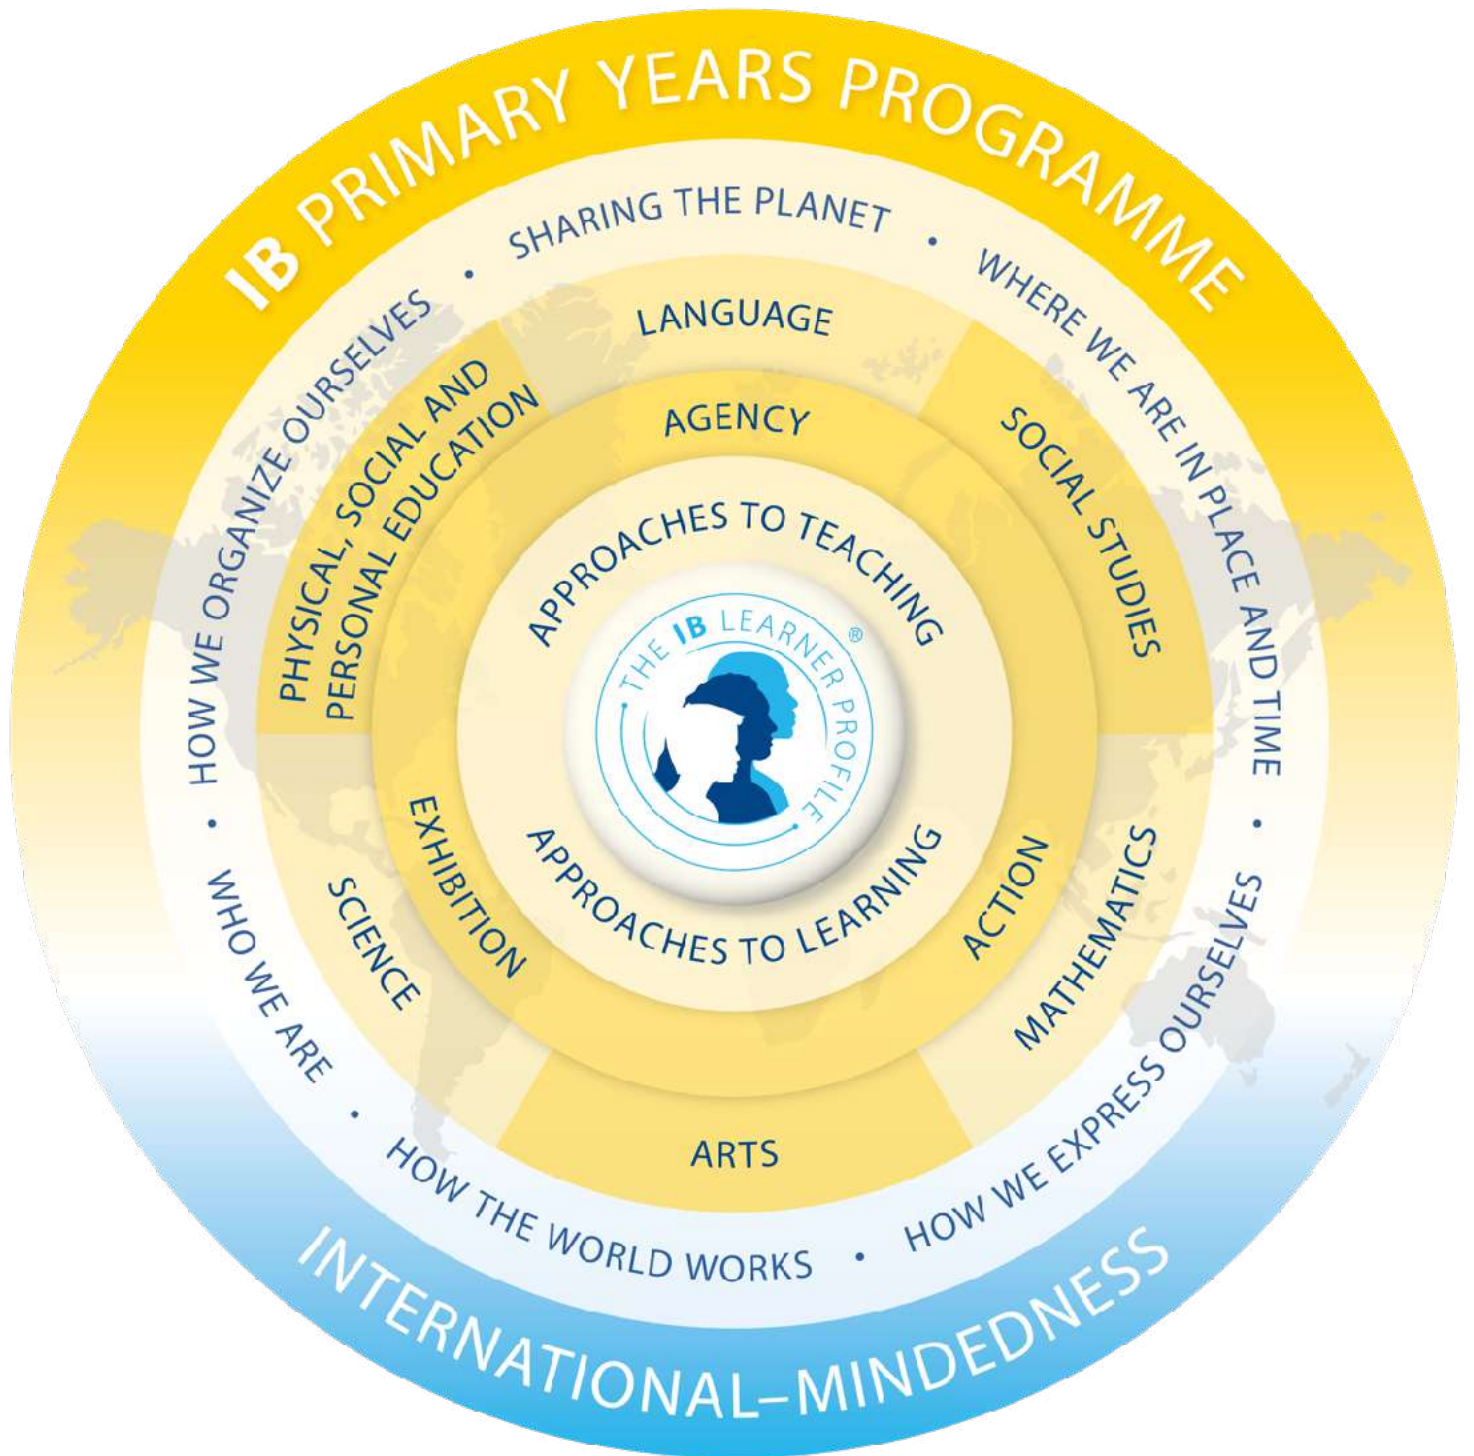 IB PRIMARY YEARS PROGRAMME
SHARING THE PLANET
•
WHERE WE ARE IN PLACE AND TIME
•
HOW WE EXPRESS OURSELVES
•
HOW THE WORLD WORKS
•
WHO WE ARE
•
HOW WE ORGANIZE OURSELVES
•
LANGUAGE
SOCIAL STUDIES
MATHEMATICS
ARTS
SCIENCE
PHYSICAL, SOCIAL AND
PERSONAL EDUCATION
AGENCY
ACTION
EXHIBITION
APPROACHES TO TEACHING
APPROACHES TO LEARNING
THE IB LEARNER PROFILE ®
INTERNATIONAL–MINDEDNESS